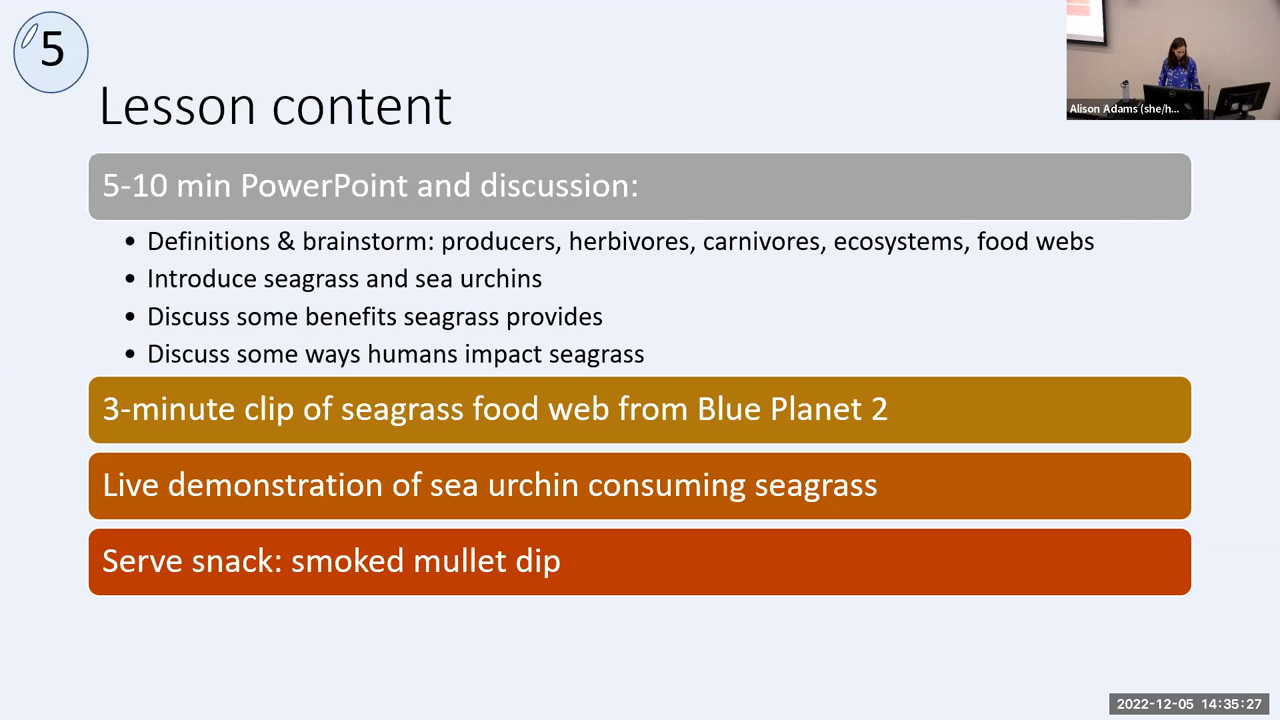 5
Lesson content
Alison Adams (she/h...
5-10 min PowerPoint and discussion:
• Definitions & brainstorm: producers, herbivores, carnivores, ecosystems, food webs
• Introduce seagrass and sea urchins
• Discuss some benefits seagrass provides
• Discuss some ways humans impact seagrass
3-minute clip of seagrass food web from Blue Planet 2
Live demonstration of sea urchin consuming seagrass
Serve snack: smoked mullet dip
2022-12-05 14:35:27